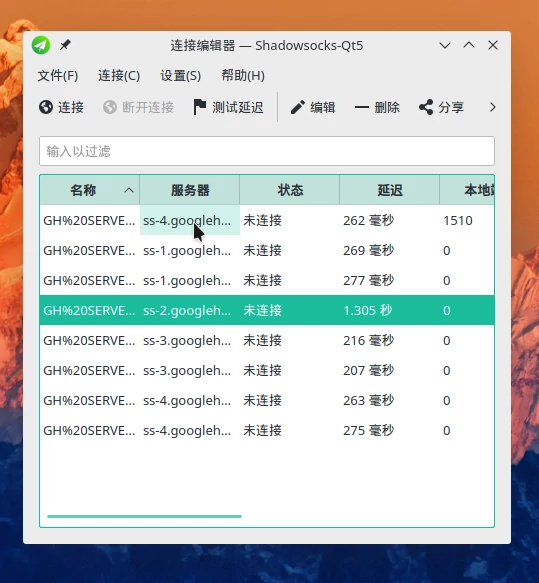 连接编辑器 — Shadowsocks-Qt5
文件(F) 连接(C) 设置(S) 帮助(H)
连接 断开连接 测试延迟 编辑 删除 分享
输入以过滤
名称 服务器 状态 延迟 本地
GH%20SERVE... ss-4.googleh... 未连接 262 毫秒 1510
GH%20SERVE... ss-1.googleh... 未连接 269 毫秒 0
GH%20SERVE... ss-1.googleh... 未连接 277 毫秒 0
GH%20SERVE... ss-2.googleh... 未连接 1.305 秒 0
GH%20SERVE... ss-3.googleh... 未连接 216 毫秒 0
GH%20SERVE... ss-3.googleh... 未连接 207 毫秒 0
GH%20SERVE... ss-4.googleh... 未连接 263 毫秒 0
GH%20SERVE... ss-4.googleh... 未连接 275 毫秒 0